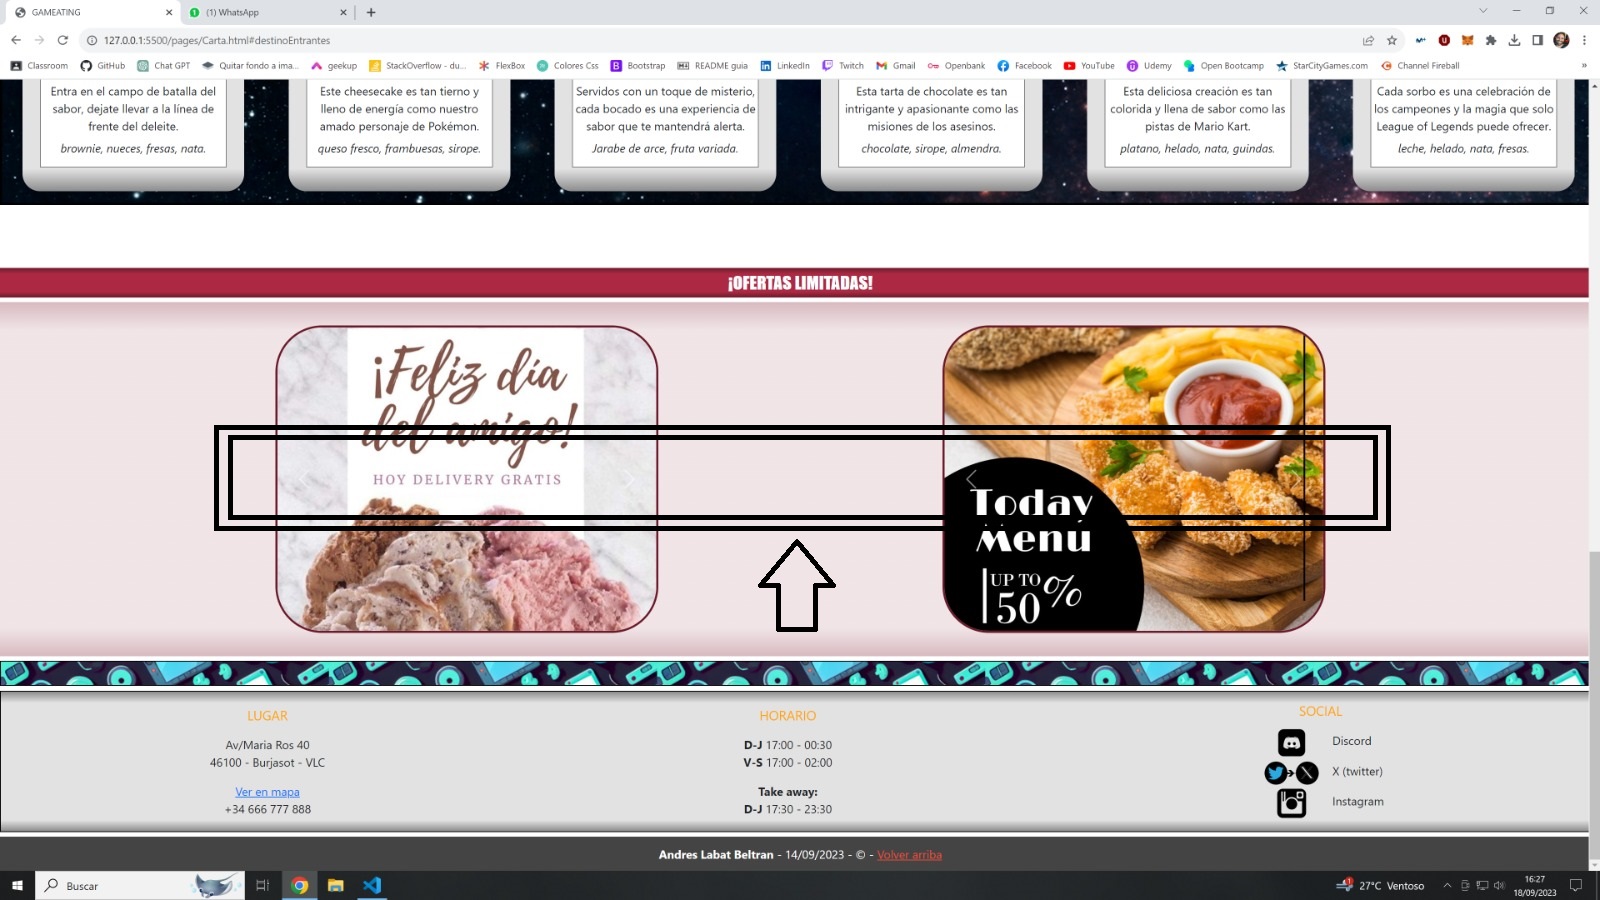 GAMEATING
(1) WhatsApp
127.0.0.1:5500/pages/Carta.html#destinoEntrantes
Classroom GitHub Chat GPT Quitar fondo a ima... geekup StackOverflow - du... FlexBox Colores Css Bootstrap README guia LinkedIn Twitch Gmail Openbank Facebook YouTube Udemy Open Bootcamp StarCityGames.com Channel Fireball »
Entra en el campo de batalla del
sabor, dejate llevar a la línea de
frente del deleite.
brownie, nueces, fresas, nata.
Este cheesecake es tan tierno y
lleno de energía como nuestro
amado personaje de Pokémon.
queso fresco, frambuesas, sirope.
Servidos con un toque de misterio,
cada bocado es una experiencia de
sabor que te mantendrá alerta.
Jarabe de arce, fruta variada.
Esta tarta de chocolate es tan
intrigante y apasionante como las
misiones de los asesinos.
chocolate, sirope, almendra.
Esta deliciosa creación es tan
colorida y llena de sabor como las
pistas de Mario Kart.
platano, helado, nata, guindas.
Cada sorbo es una celebración de
los campeones y la magia que solo
League of Legends puede ofrecer.
leche, helado, nata, fresas.
¡OFERTAS LIMITADAS!
¡Feliz día
del amigo!
HOY DELIVERY GRATIS
Today
Menú
UP TO
50%
LUGAR
Av/Maria Ros 40
46100 - Burjasot - VLC
Ver en mapa
+34 666 777 888
HORARIO
D-J 17:00 - 00:30
V-S 17:00 - 02:00
Take away:
D-J 17:30 - 23:30
SOCIAL
Discord
X (twitter)
Instagram
Andres Labat Beltran - 14/09/2023 - © - Volver arriba
Buscar
27°C Ventoso
16:27
18/09/2023